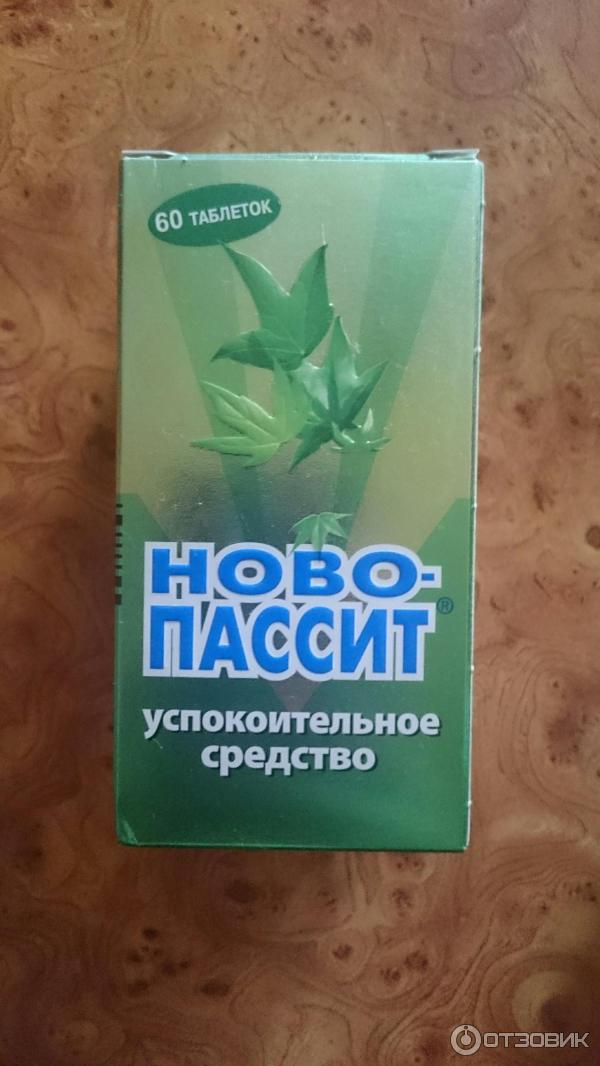 60 ТАБЛЕТОК
НОВО-
ПАССИТ®
успокоительное
средство
ОТЗОВИК